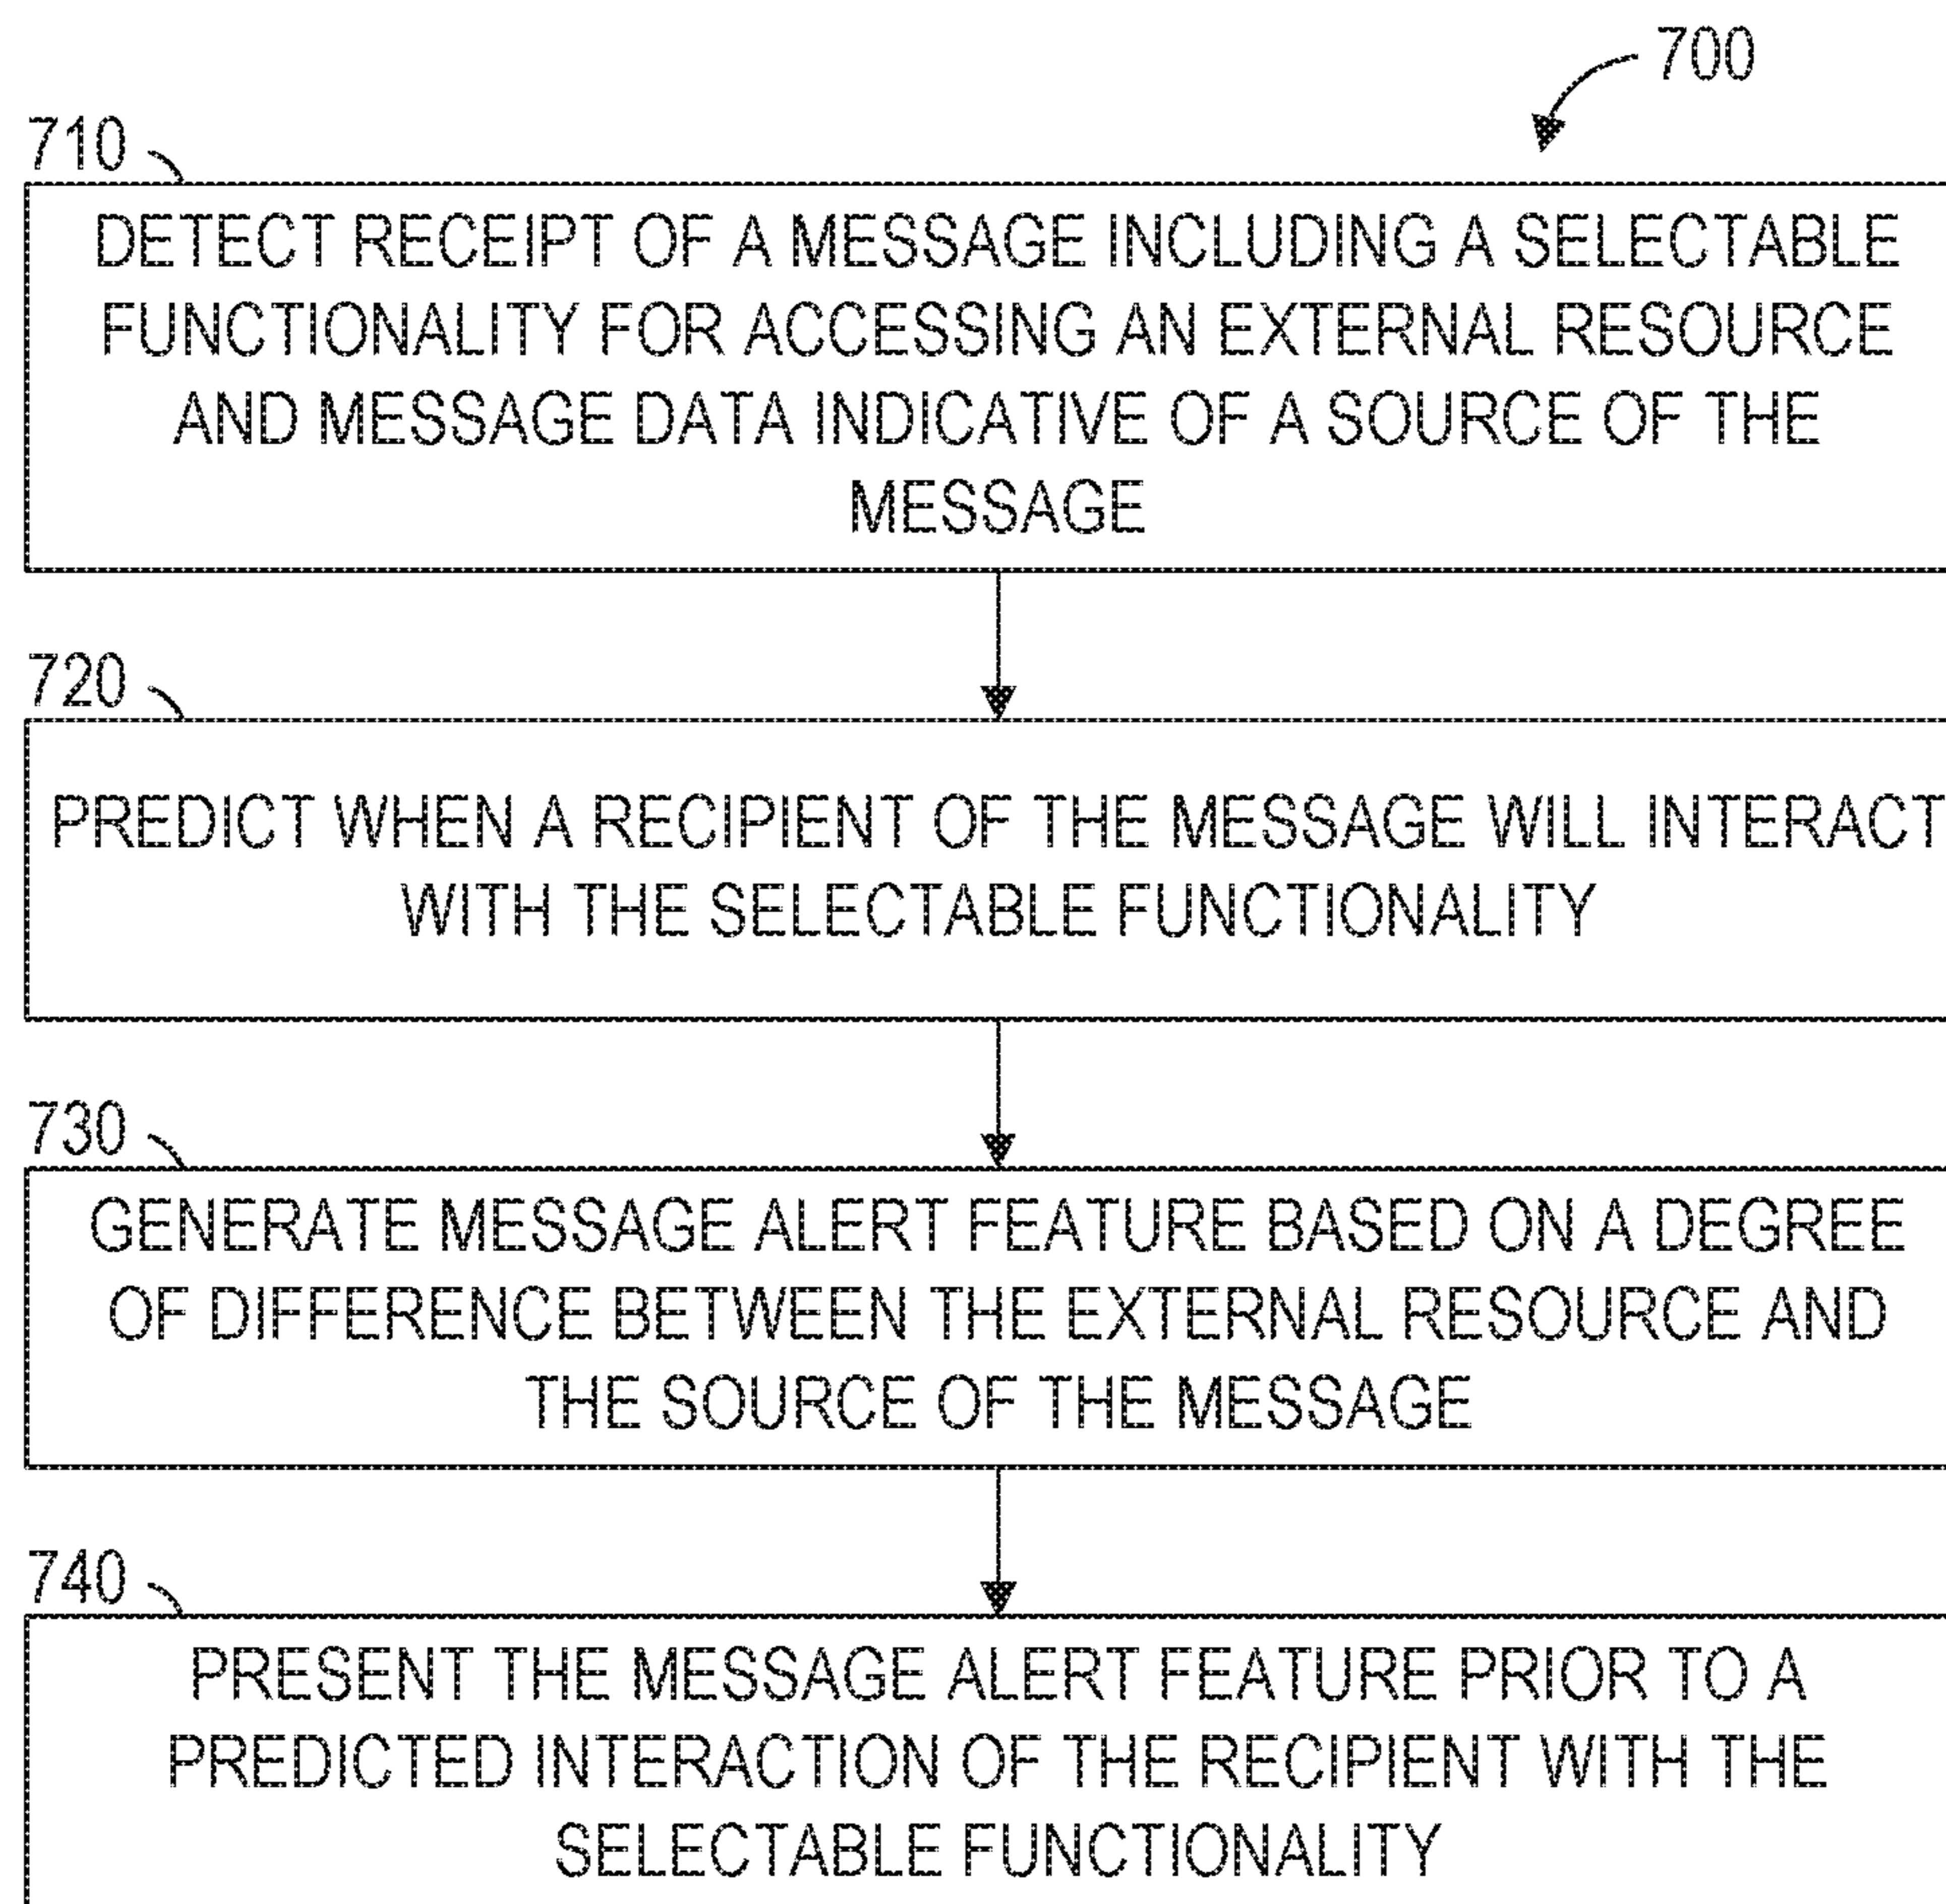 700
710
DETECT RECEIPT OF A MESSAGE INCLUDING A SELECTABLE
FUNCTIONALITY FOR ACCESSING AN EXTERNAL RESOURCE
AND MESSAGE DATA INDICATIVE OF A SOURCE OF THE
MESSAGE
720
PREDICT WHEN A RECIPIENT OF THE MESSAGE WILL INTERACT
WITH THE SELECTABLE FUNCTIONALITY
730
GENERATE MESSAGE ALERT FEATURE BASED ON A DEGREE
OF DIFFERENCE BETWEEN THE EXTERNAL RESOURCE AND
THE SOURCE OF THE MESSAGE
740
PRESENT THE MESSAGE ALERT FEATURE PRIOR TO A
PREDICTED INTERACTION OF THE RECIPIENT WITH THE
SELECTABLE FUNCTIONALITY